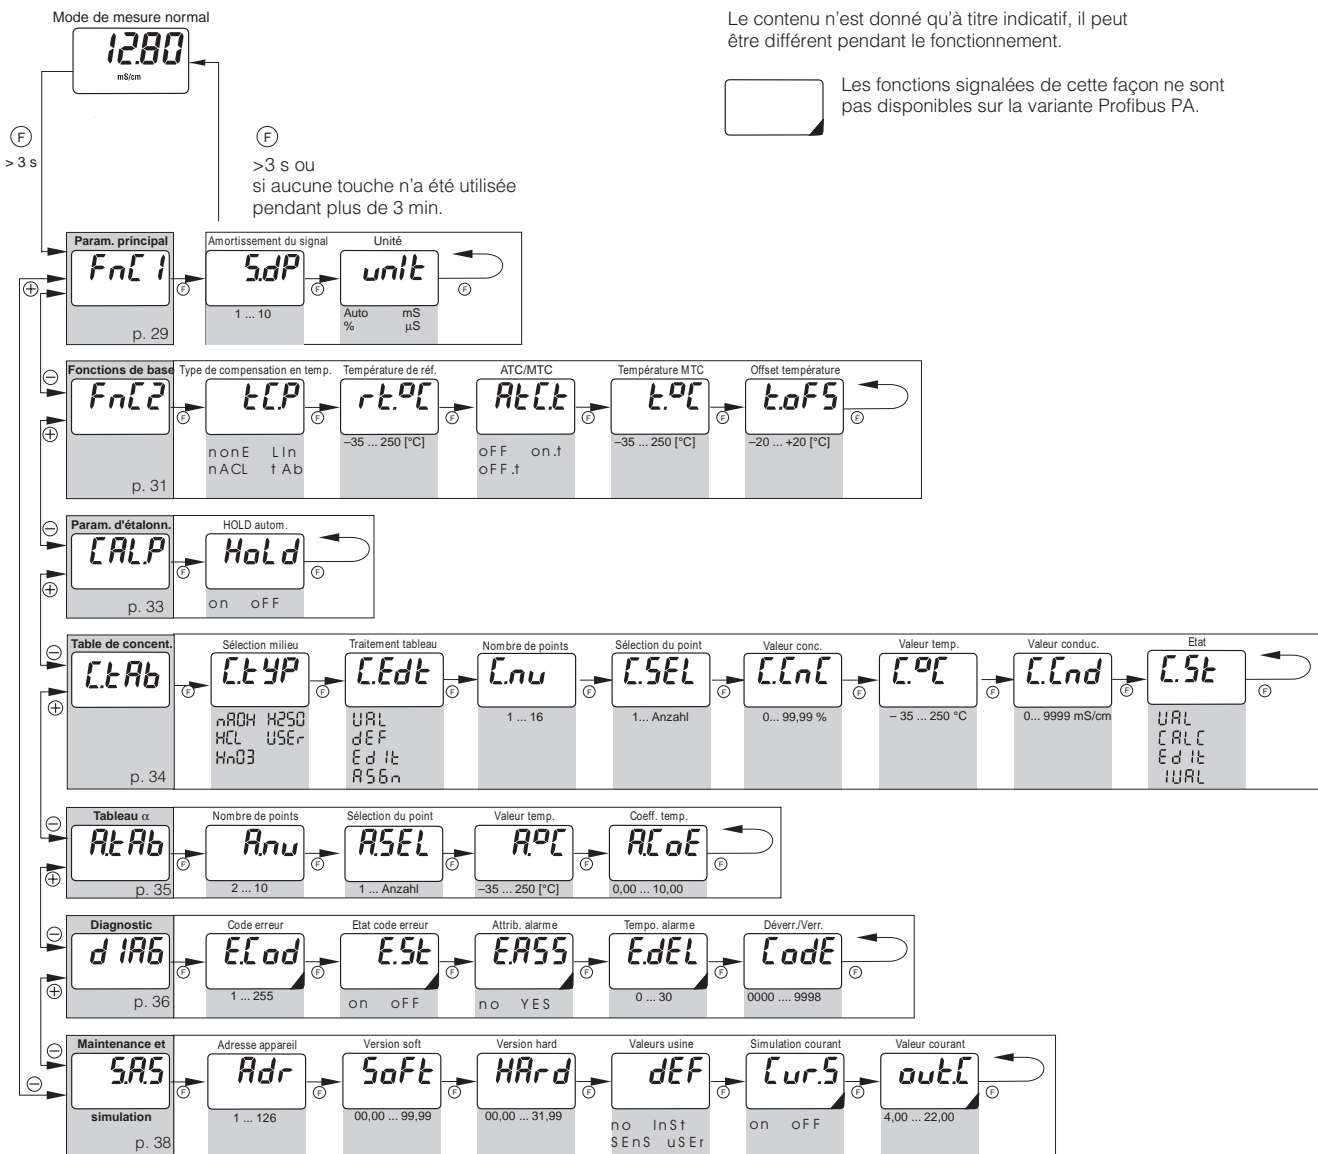 Mode de mesure normal
12.80
mS/cm
Le contenu n'est donné qu'à titre indicatif, il peut
être différent pendant le fonctionnement.
Les fonctions signalées de cette façon ne sont
pas disponibles sur la variante Profibus PA.
F
> 3 s
F
>3 s ou
si aucune touche n'a été utilisée
pendant plus de 3 min.
Param. principal
FnC 1
p. 29
F
Amortissement du signal
S.dP
1 ... 10
F
Unité
unIt
Auto mS
% µS
F
+
−
Fonctions de base
FnC2
p. 31
F
Type de compensation en temp.
tC.P
nonE LIn
nACL tAb
F
Température de réf.
rt.°C
–35 ... 250 [°C]
F
ATC/MTC
AtC.t
oFF on.t
oFF.t
F
Température MTC
t.°C
–35 ... 250 [°C]
F
Offset température
t.oFS
–20 ... +20 [°C]
F
+
−
Param. d'étalonn.
CAL.P
p. 33
F
HOLD autom.
HoLd
on oFF
F
+
−
Table de concent.
C.tAb
p. 34
F
Sélection milieu
C.tYP
nAOH H2SO
HCL USEr
HnO3
F
Traitement tableau
C.Edt
VAL
dEF
EdIt
ASGn
F
Nombre de points
C.nu
1 ... 16
F
Sélection du point
C.SEL
1... Anzahl
F
Valeur conc.
C.CnC
0... 99,99 %
F
Valeur temp.
C.°C
– 35 ... 250 °C
F
Valeur conduc.
C.Cnd
0... 9999 mS/cm
F
Etat
C.St
VAL
CALC
EdIt
IVAL
F
+
−
Tableau α
A.tAb
p. 35
F
Nombre de points
A.nu
2 ... 10
F
Sélection du point
A.SEL
1 ... Anzahl
F
Valeur temp.
A.°C
–35 ... 250 [°C]
F
Coeff. temp.
A.CoE
0,00 ... 10,00
F
+
−
Diagnostic
dIAG
p. 36
F
Code erreur
E.Cod
1 ... 255
F
Etat code erreur
E.St
on oFF
F
Attrib. alarme
E.ASS
no YES
F
Tempo. alarme
E.dEL
0 ... 30
F
Déverr./Verr.
CodE
0000 .... 9998
F
+
−
−
Maintenance et
S.A.S
simulation
p. 38
F
Adresse appareil
Adr
1 ... 126
F
Version soft
SoFt
00,00 ... 99,99
F
Version hard
HArd
00,00 ... 31,99
F
Valeurs usine
dEF
no InSt
SEnS uSEr
F
Simulation courant
Cur.S
on oFF
F
Valeur courant
out.C
4,00 ... 22,00
F